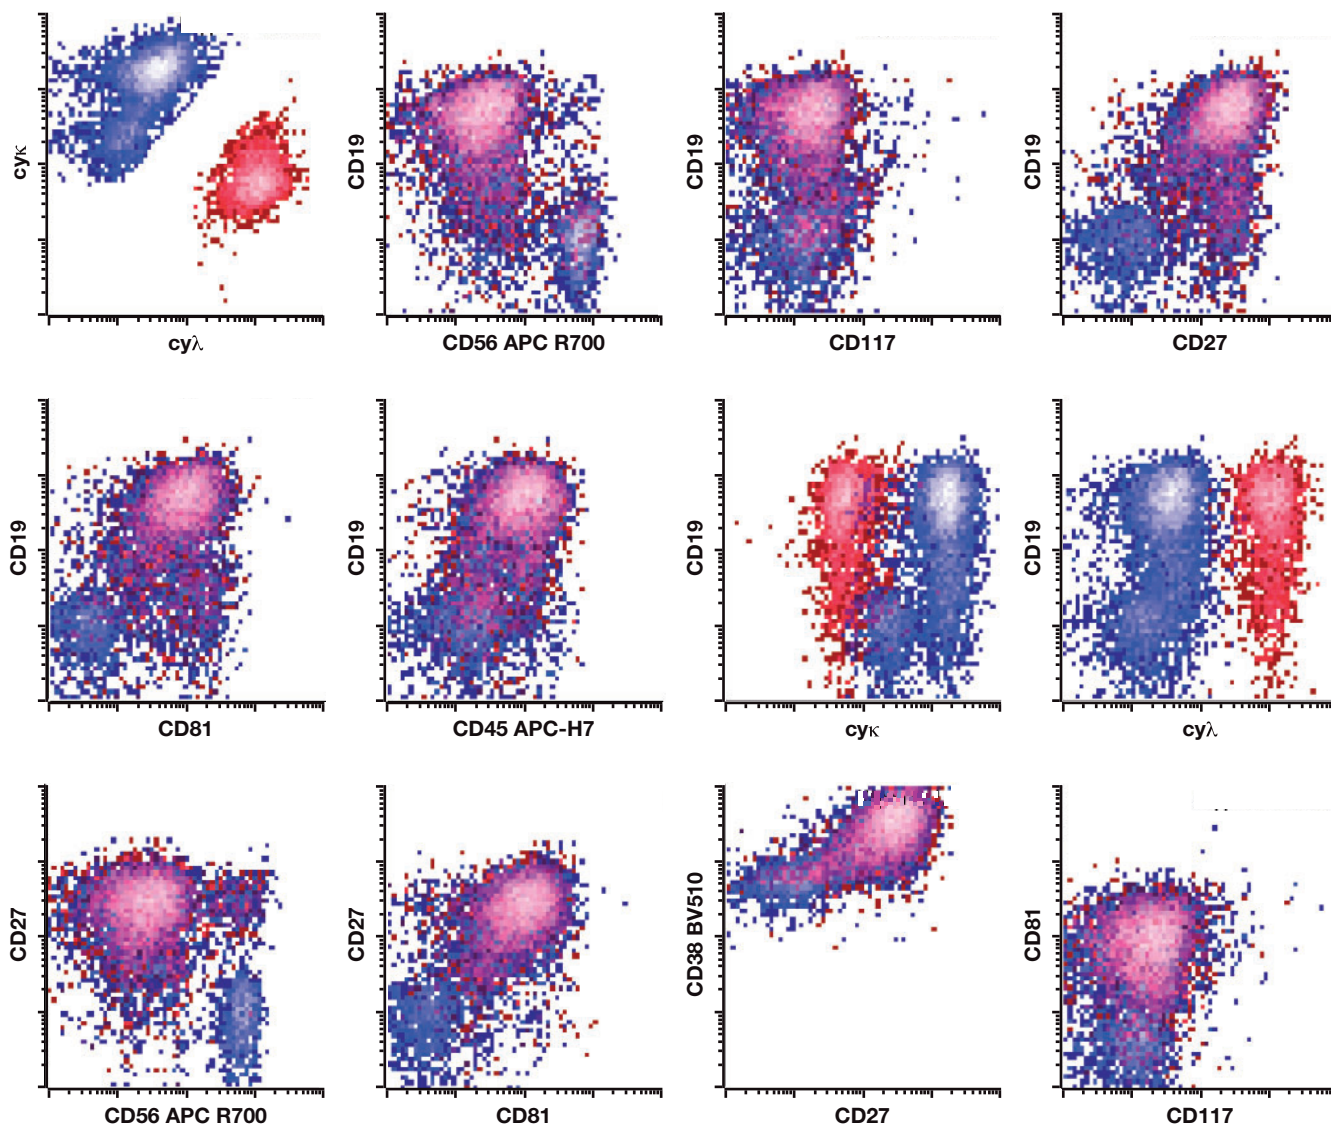 cyκ
cyλ
CD19
CD56 APC R700
CD19
CD117
CD19
CD27
CD19
CD81
CD19
CD45 APC-H7
CD19
cyκ
CD19
cyλ
CD27
CD56 APC R700
CD27
CD81
CD38 BV510
CD27
CD81
CD117